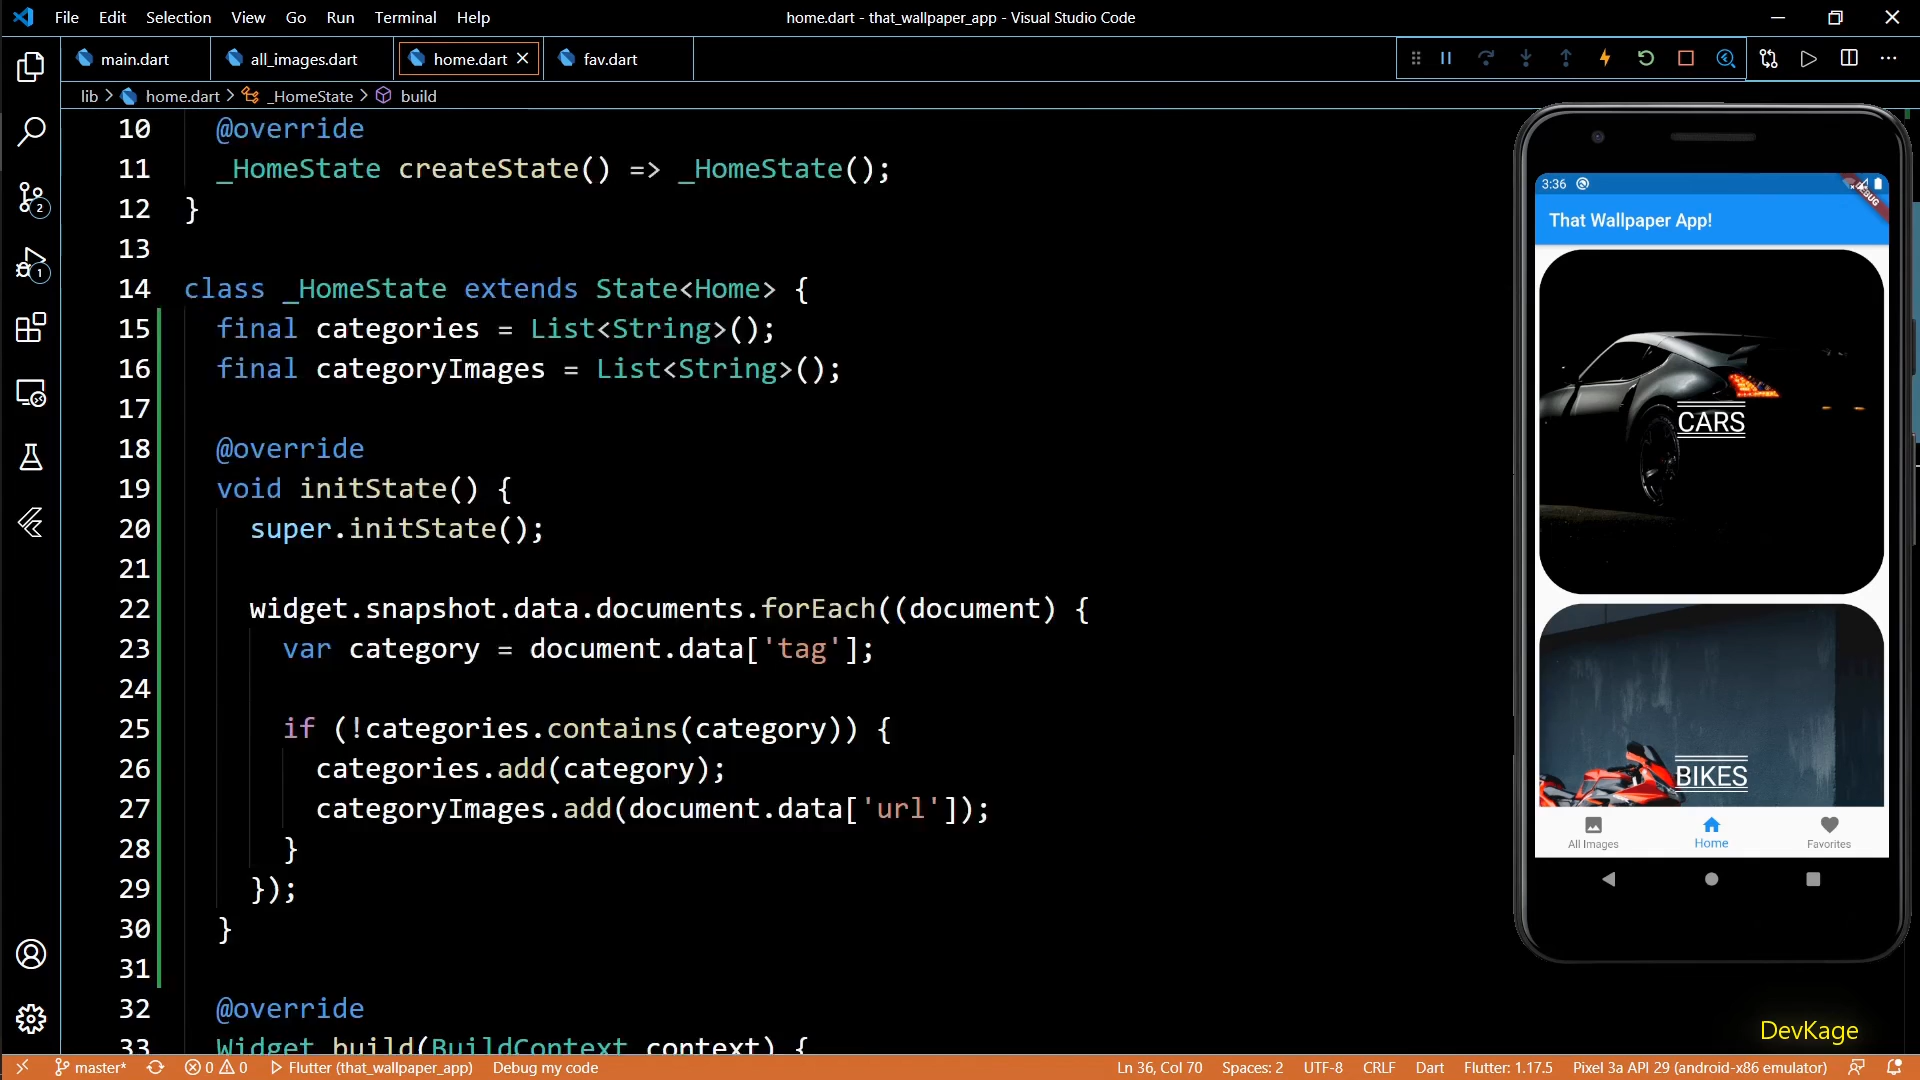 File Edit Selection View Go Run Terminal Help
home.dart - that_wallpaper_app - Visual Studio Code
main.dart all_images.dart home.dart fav.dart
lib > home.dart > _HomeState > build
10 @override
11 _HomeState createState() => _HomeState();
12 }
13
14 class _HomeState extends State<Home> {
15 final categories = List<String>();
16 final categoryImages = List<String>();
17
18 @override
19 void initState() {
20 super.initState();
21
22 widget.snapshot.data.documents.forEach((document) {
23 var category = document.data['tag'];
24
25 if (!categories.contains(category)) {
26 categories.add(category);
27 categoryImages.add(document.data['url']);
28 }
29 });
30 }
31
32 @override
33 Widget build(BuildContext context) {
2
1
3:36
DEBUG
That Wallpaper App!
CARS
BIKES
All Images Home Favorites
DevKage
master* 0 0 Flutter (that_wallpaper_app) Debug my code Ln 36, Col 70 Spaces: 2 UTF-8 CRLF Dart Flutter: 1.17.5 Pixel 3a API 29 (android-x86 emulator)